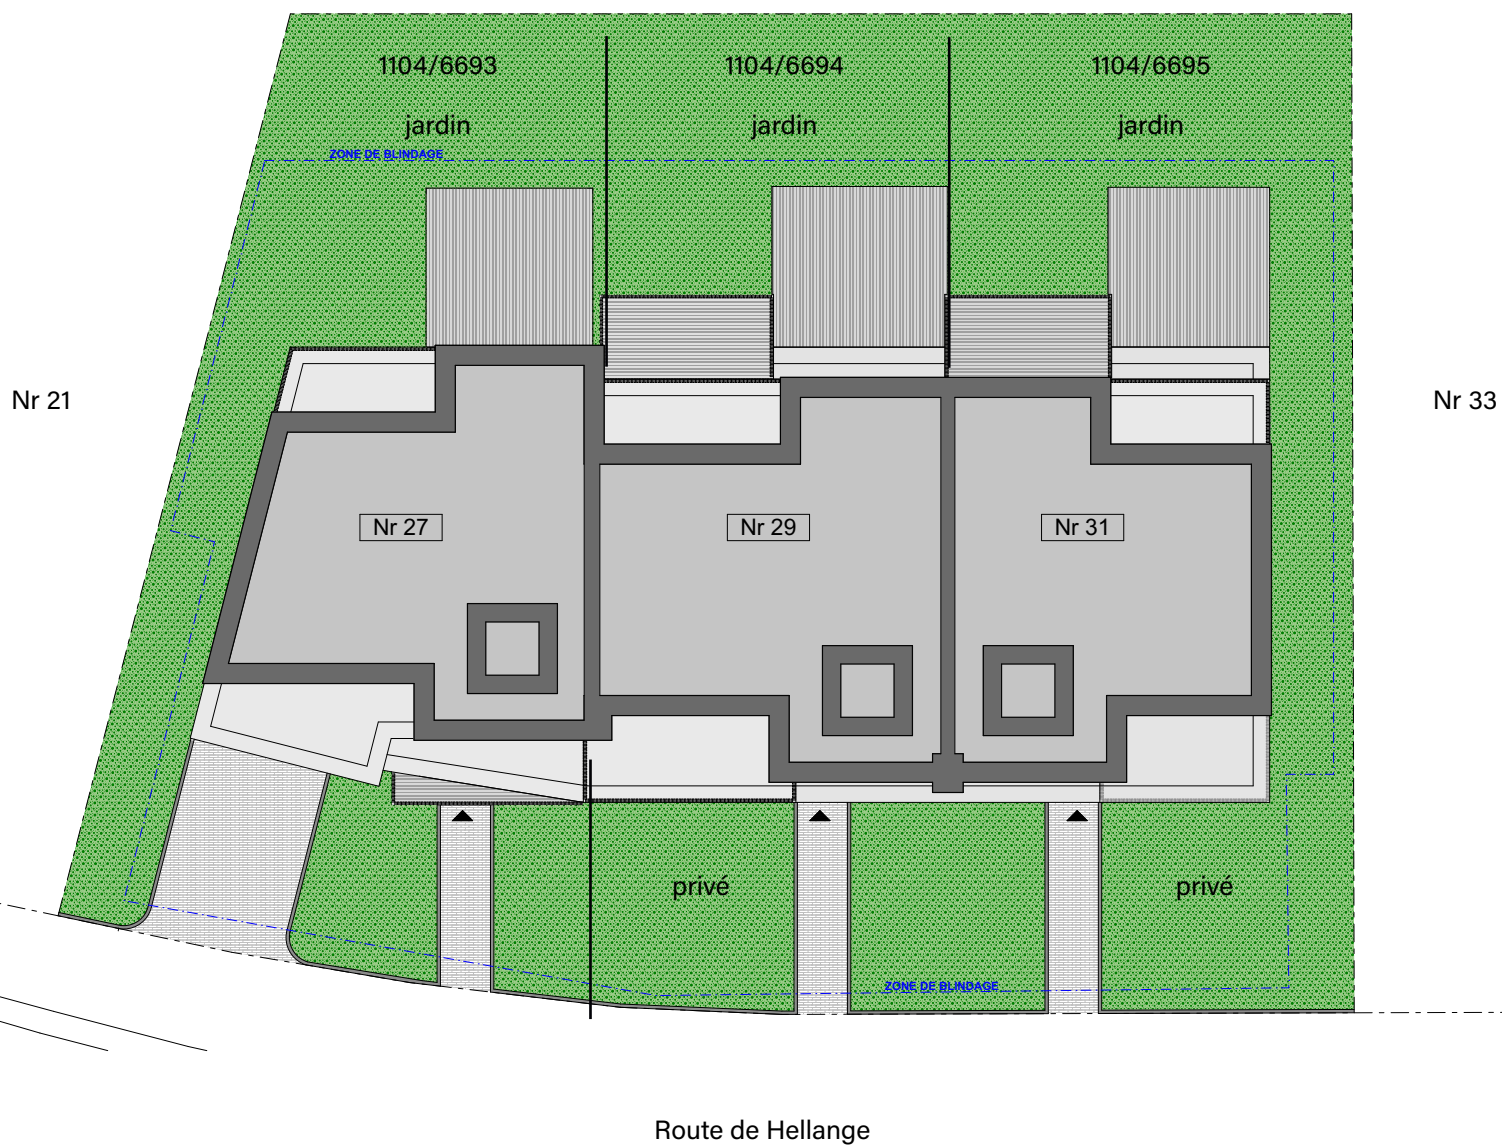 1104/6693
1104/6694
1104/6695
jardin
jardin
jardin
ZONE DE BLINDAGE
Nr 21
Nr 33
Nr 27
Nr 29
Nr 31
privé
privé
ZONE DE BLINDAGE
Route de Hellange